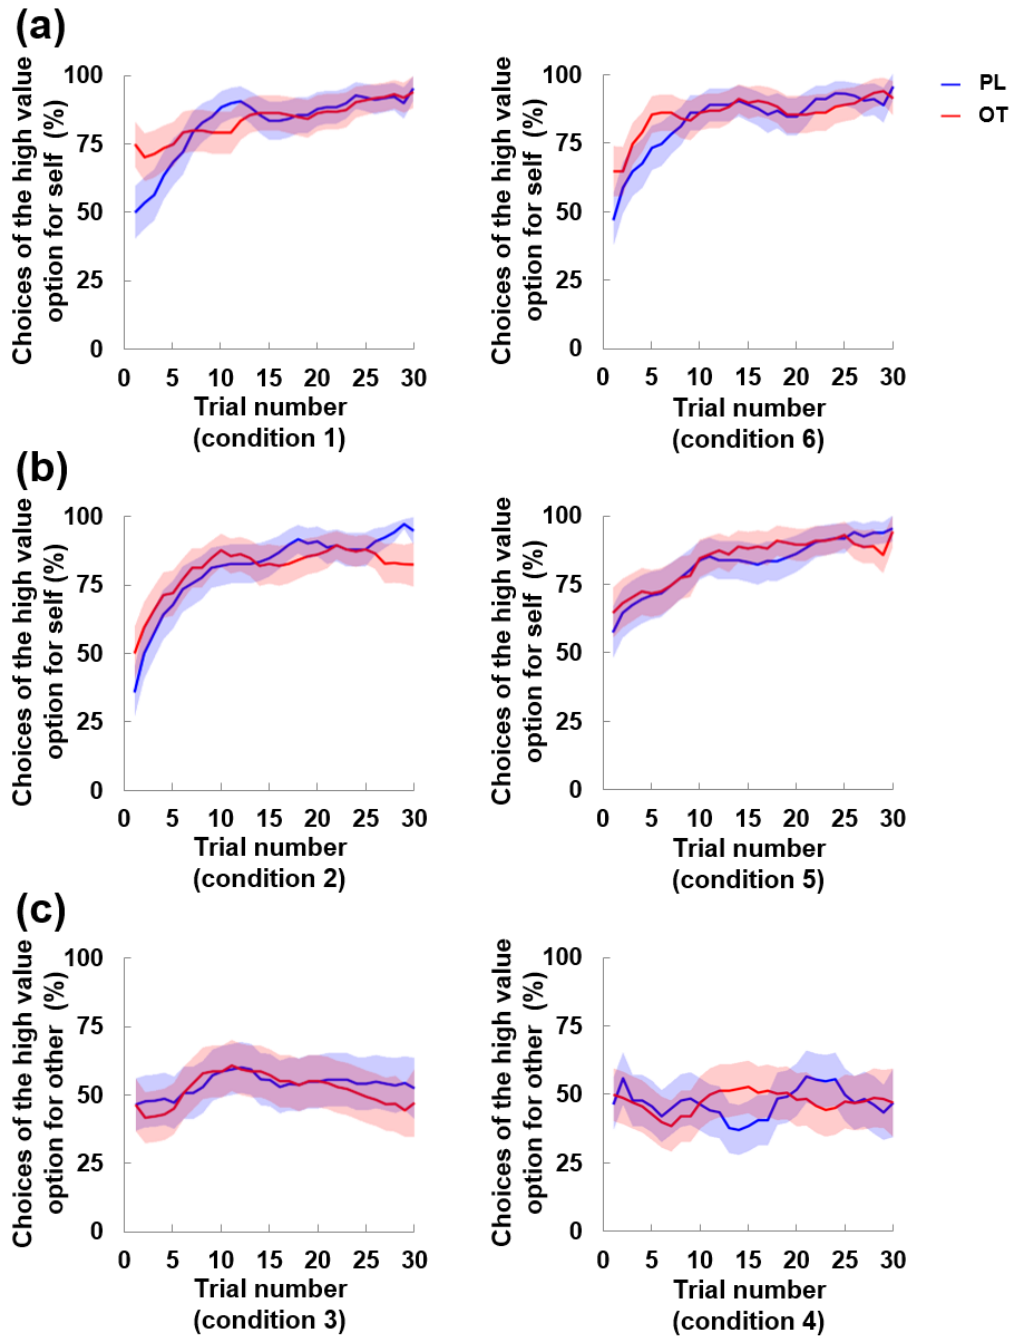 (a)
Choices of the high value
option for self (%)
100
75
50
25
0
0 5 10 15 20 25 30
Trial number
(condition 1)
Choices of the high value
option for self (%)
100
75
50
25
0
0 5 10 15 20 25 30
Trial number
(condition 6)
PL
OT
(b)
Choices of the high value
option for self (%)
100
75
50
25
0
0 5 10 15 20 25 30
Trial number
(condition 2)
Choices of the high value
option for self (%)
100
75
50
25
0
0 5 10 15 20 25 30
Trial number
(condition 5)
(c)
Choices of the high value
option for other (%)
100
75
50
25
0
0 5 10 15 20 25 30
Trial number
(condition 3)
Choices of the high value
option for other (%)
100
75
50
25
0
0 5 10 15 20 25 30
Trial number
(condition 4)